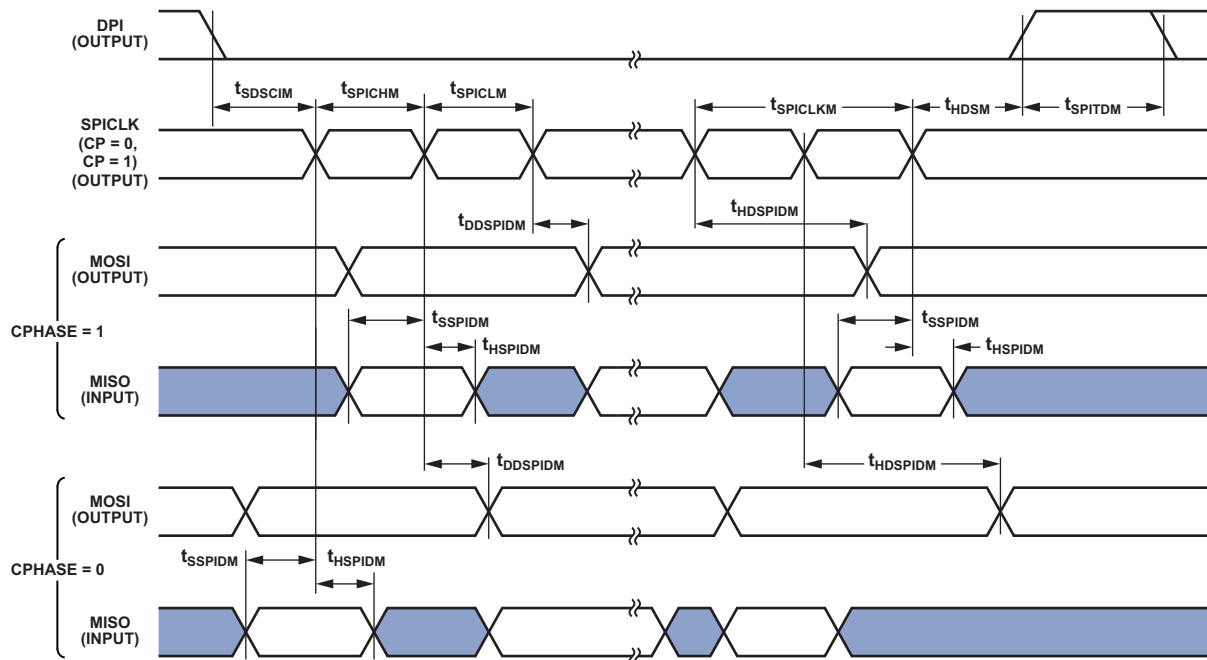 DPI
(OUTPUT)
tSDSCIM
tSPICHM
tSPICLM
tSPICLKM
tHDSM
tSPITDM
SPICLK
(CP = 0,
CP = 1)
(OUTPUT)
tDDSPIDM
tHDSPIDM
MOSI
(OUTPUT)
CPHASE = 1
tSSPIDM
tSSPIDM
tHSPIDM
tHSPIDM
MISO
(INPUT)
tDDSPIDM
tHDSPIDM
MOSI
(OUTPUT)
tSSPIDM
tHSPIDM
CPHASE = 0
MISO
(INPUT)